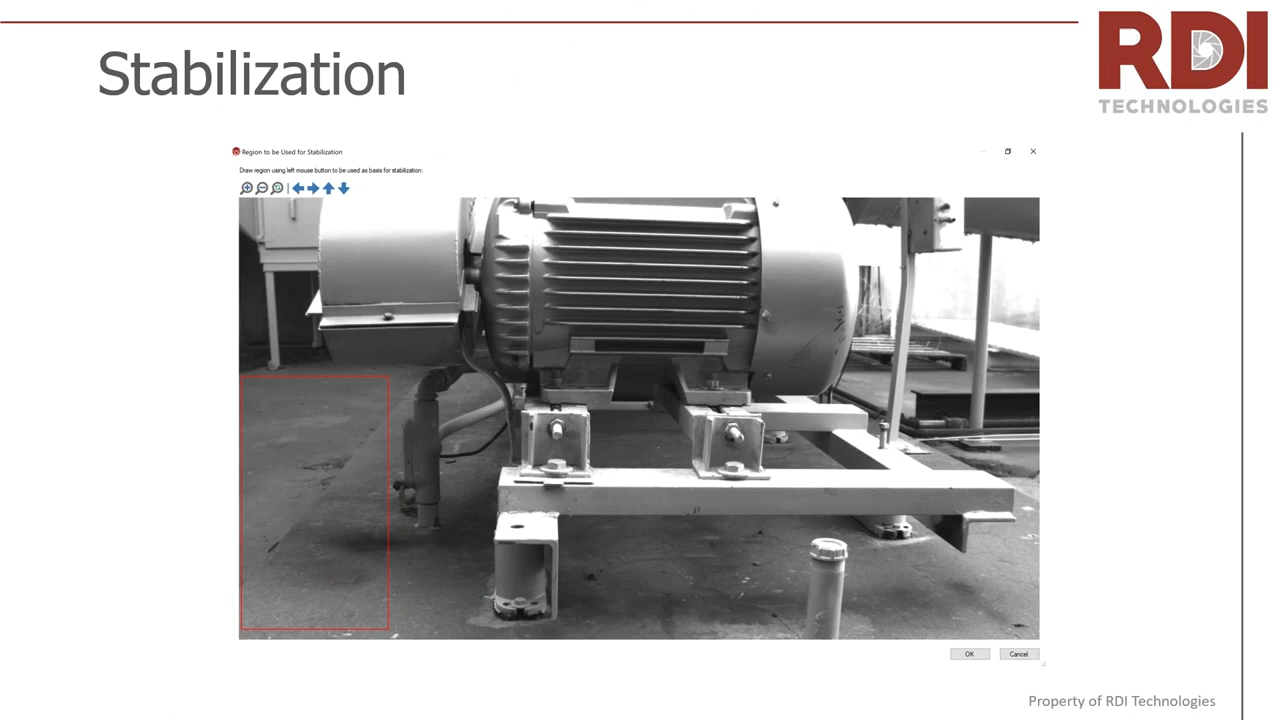 Stabilization
RDI
TECHNOLOGIES
Region to be Used for Stabilization
Draw region using left mouse button to be used as basis for stabilization:
OK
Cancel
Property of RDI Technologies